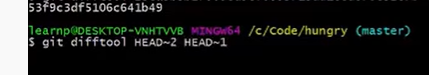 53f9c3df5106c641b49
learnp@DESKTOP-VNHTVVB MINGW64 /c/Code/hungry (master)
$ git difftool HEAD~2 HEAD~1